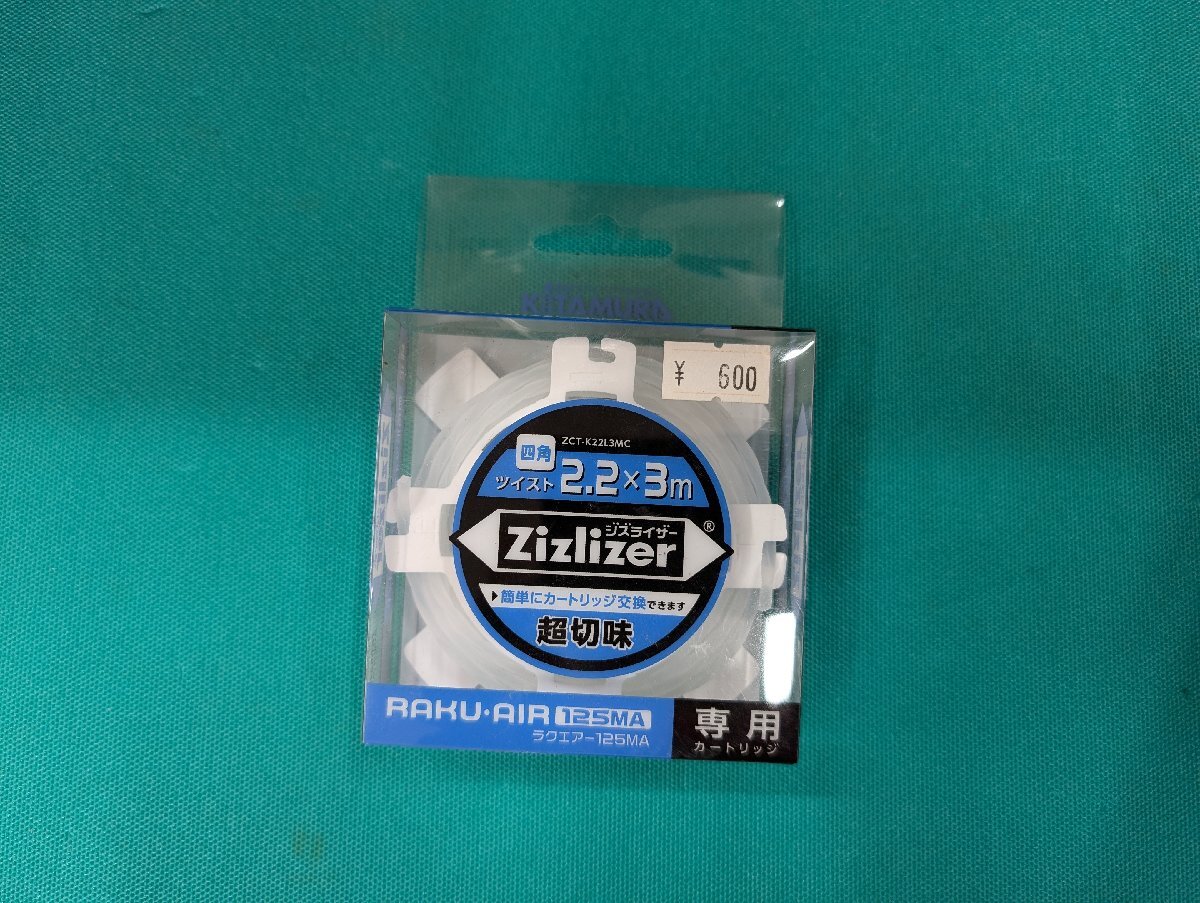 KITAMURA
¥ 600
ZCT-K22L3MC
四角
ツイスト 2.2×3m
ジズライザー
Zizlizer®
簡単にカートリッジ交換できます
超切味
RAKU・AIR 125MA
ラクエアー125MA
専用
カートリッジ